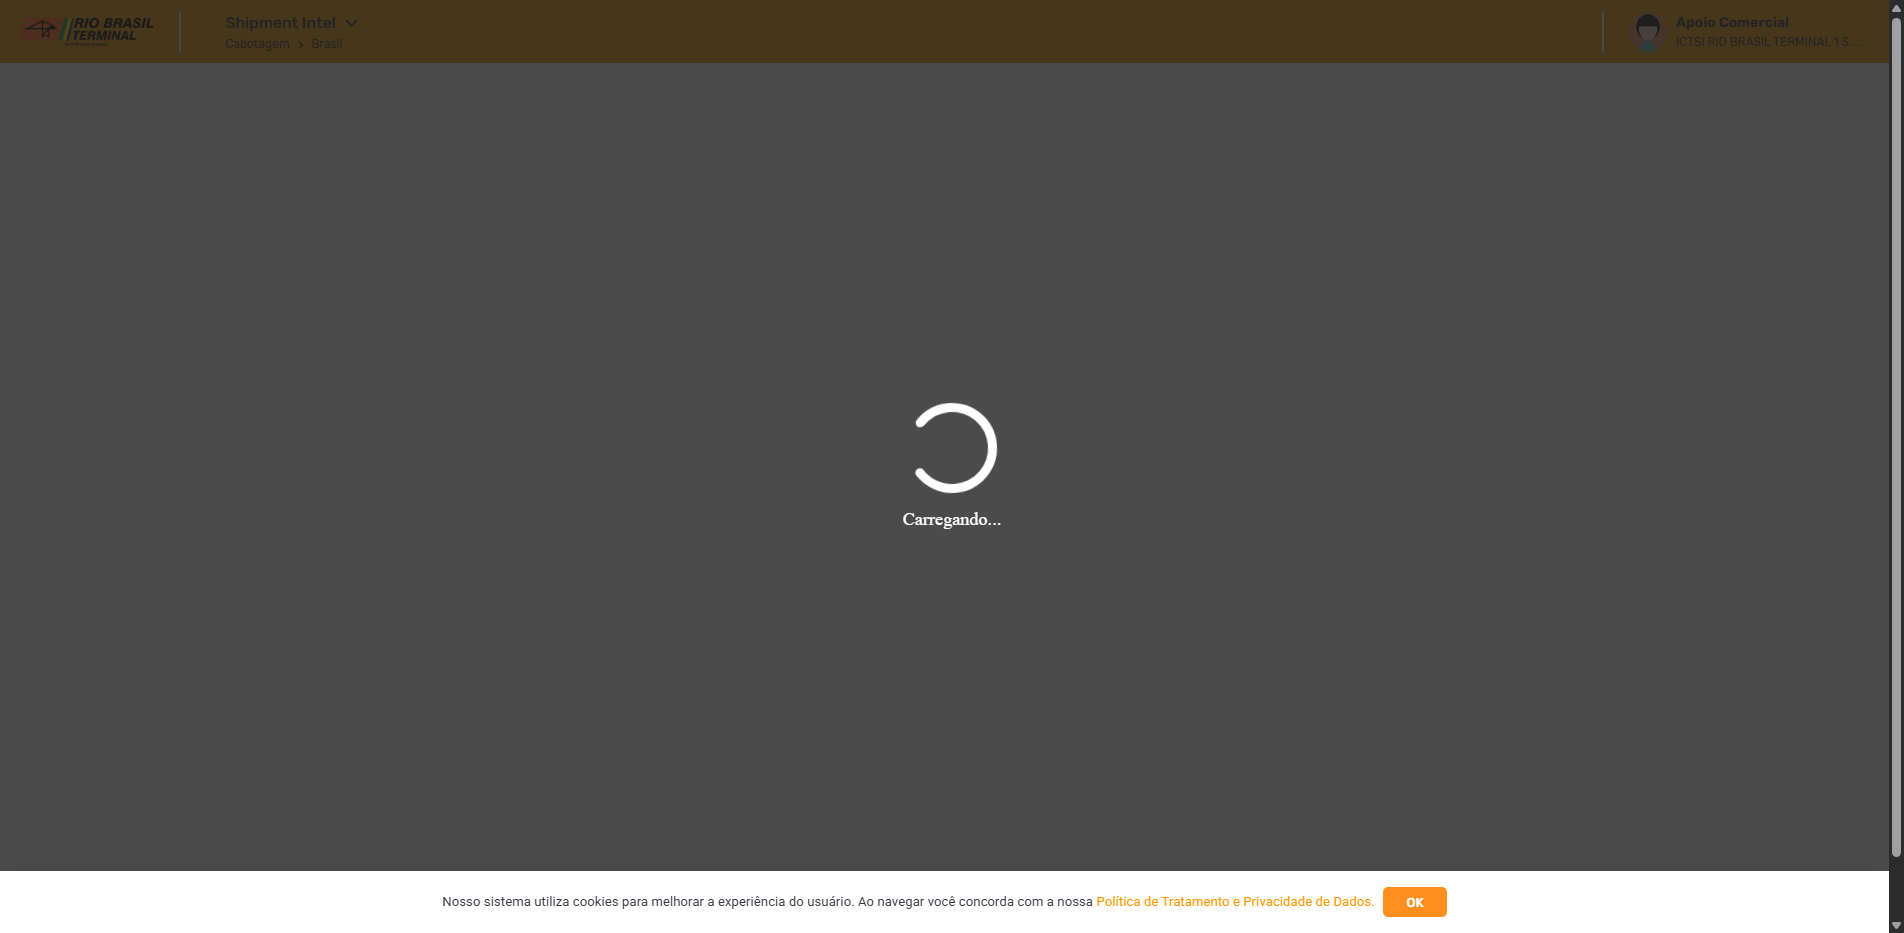 RIO BRASIL
TERMINAL
Shipment Intel
Cabotagem > Brasil
Apoio Comercial
ICTSI RIO BRASIL TERMINAL 1 S....
Carregando...
Nosso sistema utiliza cookies para melhorar a experiência do usuário. Ao navegar você concorda com a nossa Política de Tratamento e Privacidade de Dados. OK